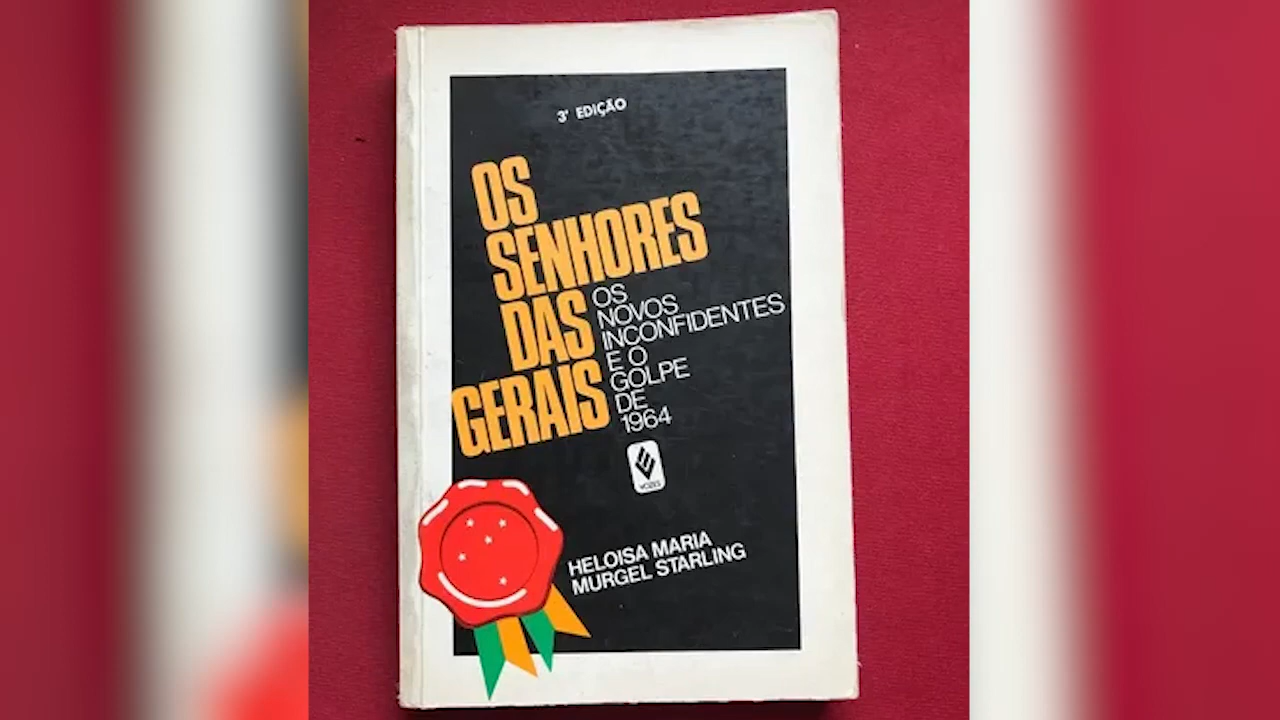 3ª EDIÇÃO
OS
SENHORES
DAS
GERAIS
OS
NOVOS
INCONFIDENTES
E O
GOLPE
DE
1964
VOZES
HELOISA MARIA
MURGEL STARLING